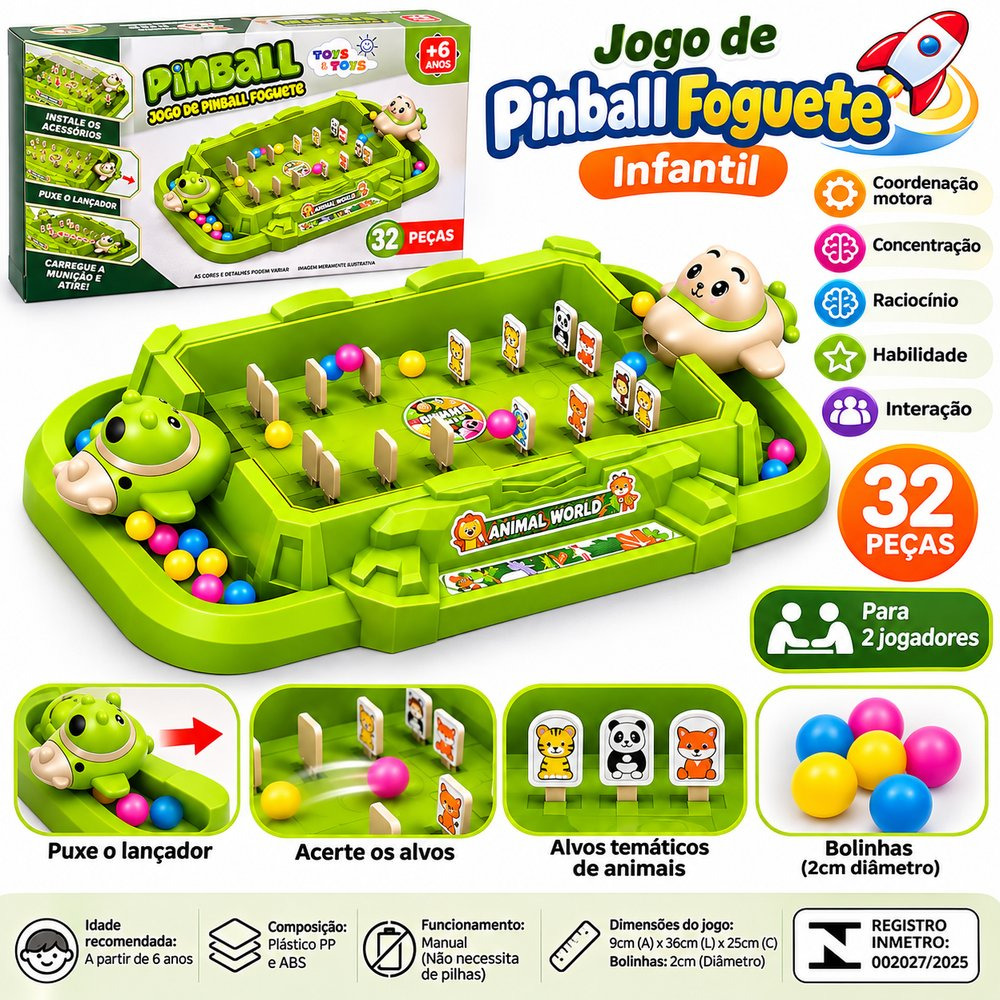 PINBALL
JOGO DE PINBALL FOGUETE
TOYS
& TOYS
+6
ANOS
INSTALE OS
ACESSÓRIOS
PUXE O LANÇADOR
CARREGUE A
MUNIÇÃO E
ATIRE!
ANIMAL WORLD
32 PEÇAS
AS CORES E DETALHES PODEM VARIAR
IMAGEM MERAMENTE ILUSTRATIVA
Jogo de
Pinball Foguete
Infantil
Coordenação
motora
Concentração
Raciocínio
Habilidade
Interação
32
PEÇAS
Para
2 jogadores
ANIMAL WORLD
Puxe o lançador
Acerte os alvos
Alvos temáticos
de animais
Bolinhas
(2cm diâmetro)
Idade
recomendada:
A partir de 6 anos
Composição:
Plástico PP
e ABS
Funcionamento:
Manual
(Não necessita
de pilhas)
Dimensões do jogo:
9cm (A) x 36cm (L) x 25cm (C)
Bolinhas: 2cm (Diâmetro)
REGISTRO
INMETRO:
002027/2025